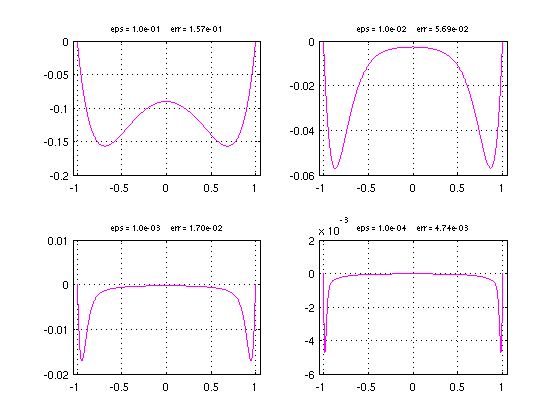 eps = 1.0e-01 err = 1.57e-01
0
-0.05
-0.1
-0.15
-0.2
-1 -0.5 0 0.5 1
eps = 1.0e-02 err = 5.69e-02
0
-0.02
-0.04
-0.06
-1 -0.5 0 0.5 1
eps = 1.0e-03 err = 1.70e-02
0.01
0
-0.01
-0.02
-1 -0.5 0 0.5 1
x 10^-3
eps = 1.0e-04 err = 4.74e-03
2
0
-2
-4
-6
-1 -0.5 0 0.5 1